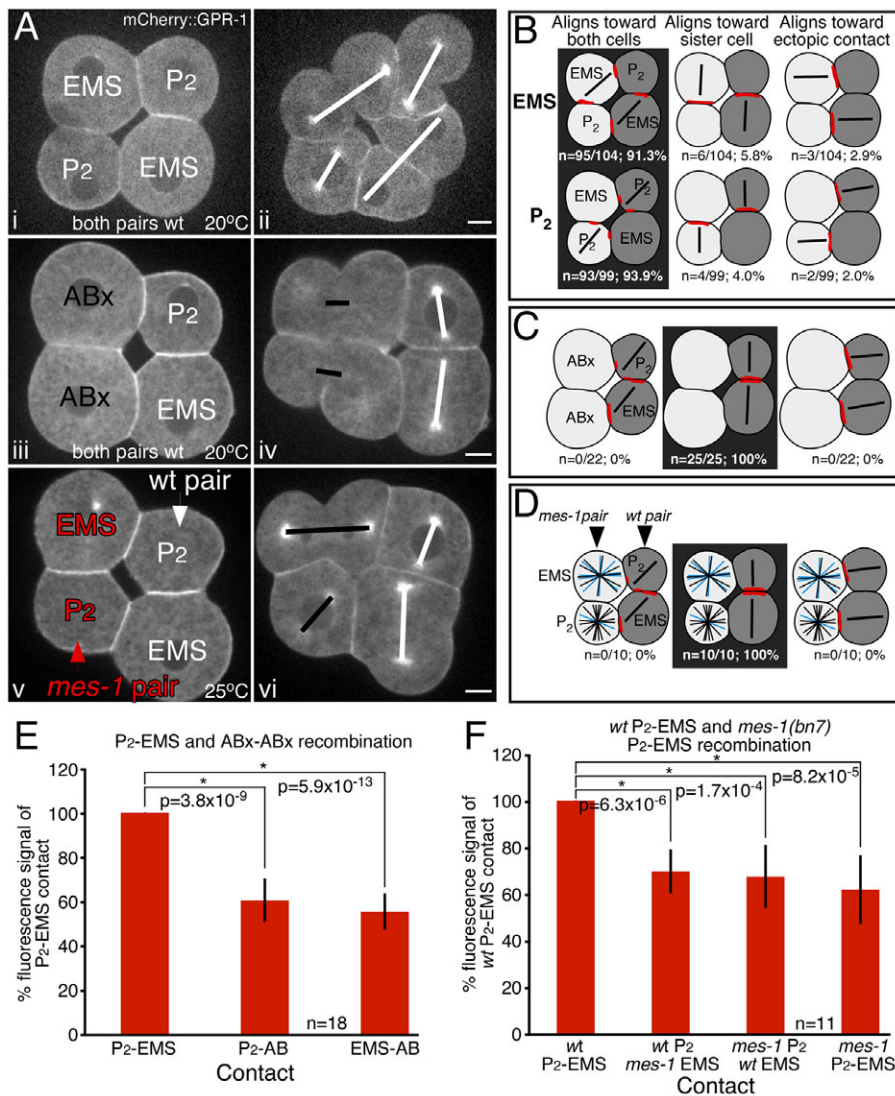 A
mCherry::GPR-1
EMS
P2
P2
EMS
i
both pairs wt
20ºC
ii
ABx
P2
ABx
EMS
iii
both pairs wt
20ºC
iv
wt pair
EMS
P2
P2
EMS
v
mes-1 pair
25ºC
vi
B
Aligns toward both cells
Aligns toward sister cell
Aligns toward ectopic contact
EMS
EMS
P2
P2
EMS
n=95/104; 91.3%
n=6/104; 5.8%
n=3/104; 2.9%
P2
EMS
P2
P2
EMS
n=93/99; 93.9%
n=4/99; 4.0%
n=2/99; 2.0%
C
ABx
P2
ABx
EMS
n=0/22; 0%
n=25/25; 100%
n=0/22; 0%
D
mes-1pair
wt pair
EMS
P2
P2
EMS
n=0/10; 0%
n=10/10; 100%
n=0/10; 0%
E
P2-EMS and ABx-ABx recombination
% fluorescence signal of
P2-EMS contact
120
100
80
60
40
20
0
*
*
p=3.8x10-9
p=5.9x10-13
n=18
P2-EMS
P2-AB
EMS-AB
Contact
F
wt P2-EMS and mes-1(bn7)
P2-EMS recombination
% fluorescence signal of
wt P2-EMS contact
120
100
80
60
40
20
0
*
*
*
p=6.3x10-6
p=1.7x10-4
p=8.2x10-5
n=11
wt
P2-EMS
wt P2
mes-1 EMS
mes-1 P2
wt EMS
mes-1
P2-EMS
Contact